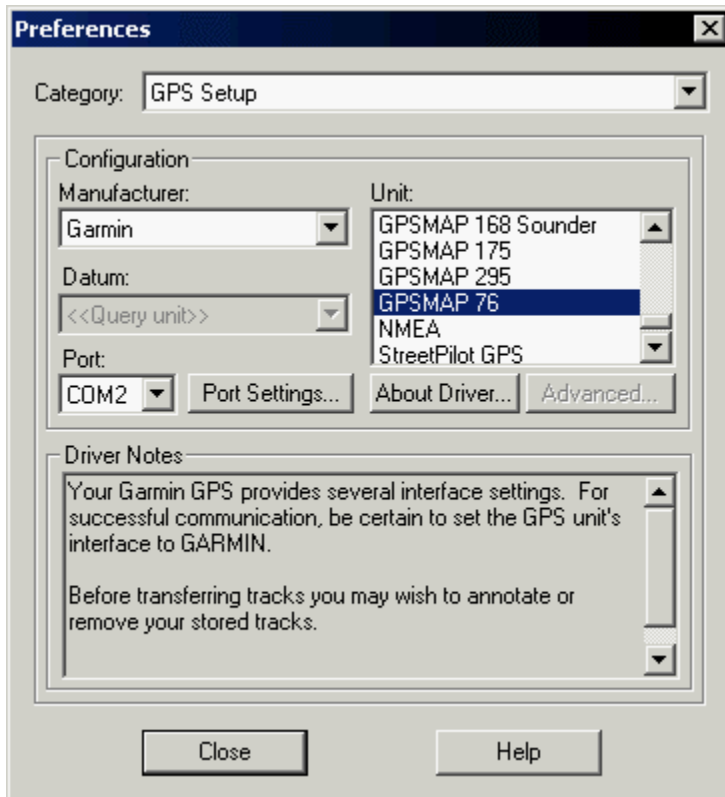 Preferences
Category: GPS Setup
Configuration
Manufacturer:
Garmin
Datum:
<<Query unit>>
Port:
COM2
Port Settings...
Unit:
GPSMAP 168 Sounder
GPSMAP 175
GPSMAP 295
GPSMAP 76
NMEA
StreetPilot GPS
About Driver...
Advanced...
Driver Notes
Your Garmin GPS provides several interface settings.  For
successful communication, be certain to set the GPS unit's
interface to GARMIN.
Before transferring tracks you may wish to annotate or
remove your stored tracks.
Close
Help